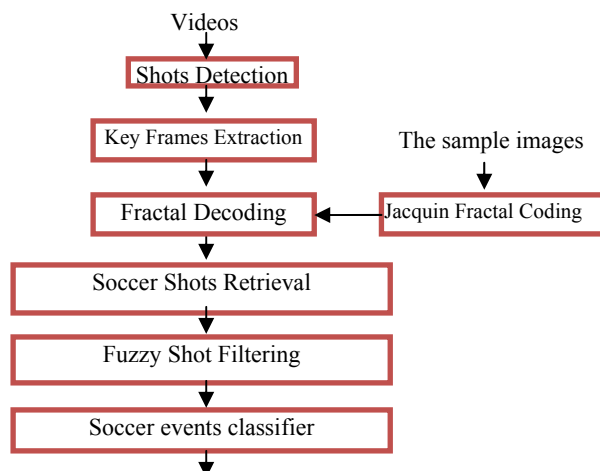 Videos
Shots Detection
Key Frames Extraction
The sample images
Fractal Decoding
Jacquin Fractal Coding
Soccer Shots Retrieval
Fuzzy Shot Filtering
Soccer events classifier